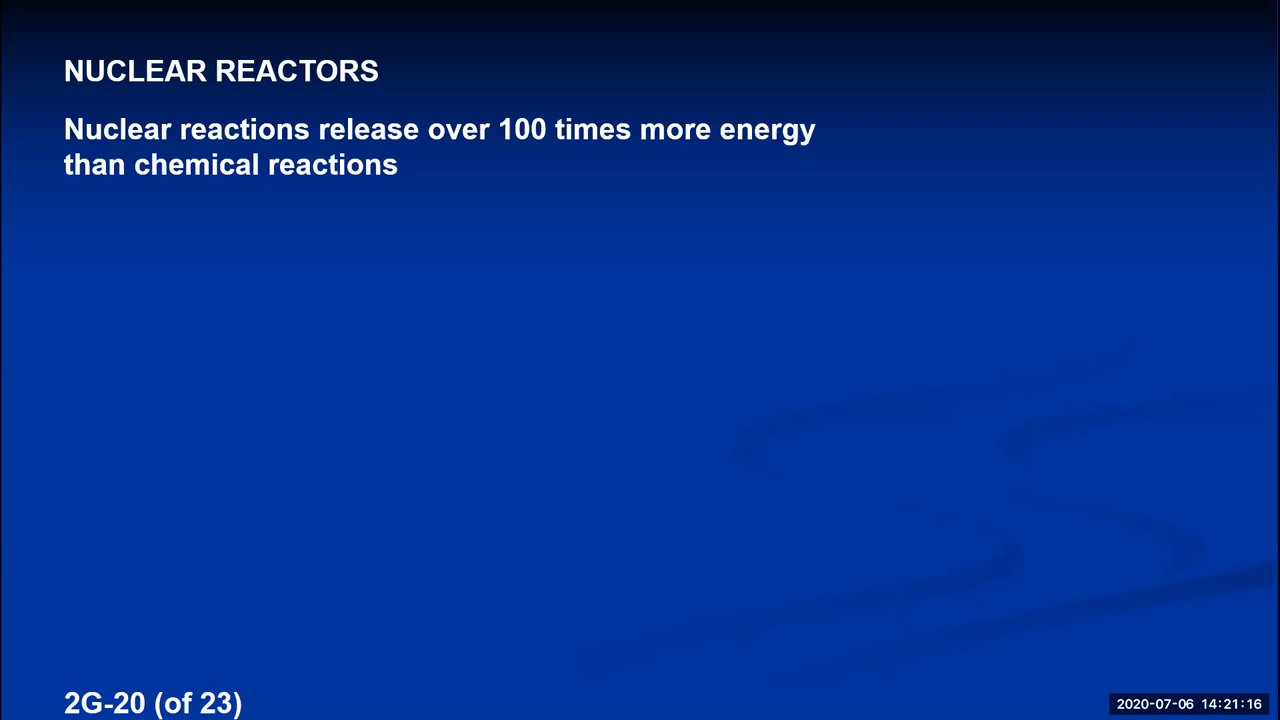 NUCLEAR REACTORS
Nuclear reactions release over 100 times more energy
than chemical reactions
2G-20 (of 23)
2020-07-06 14:21:16